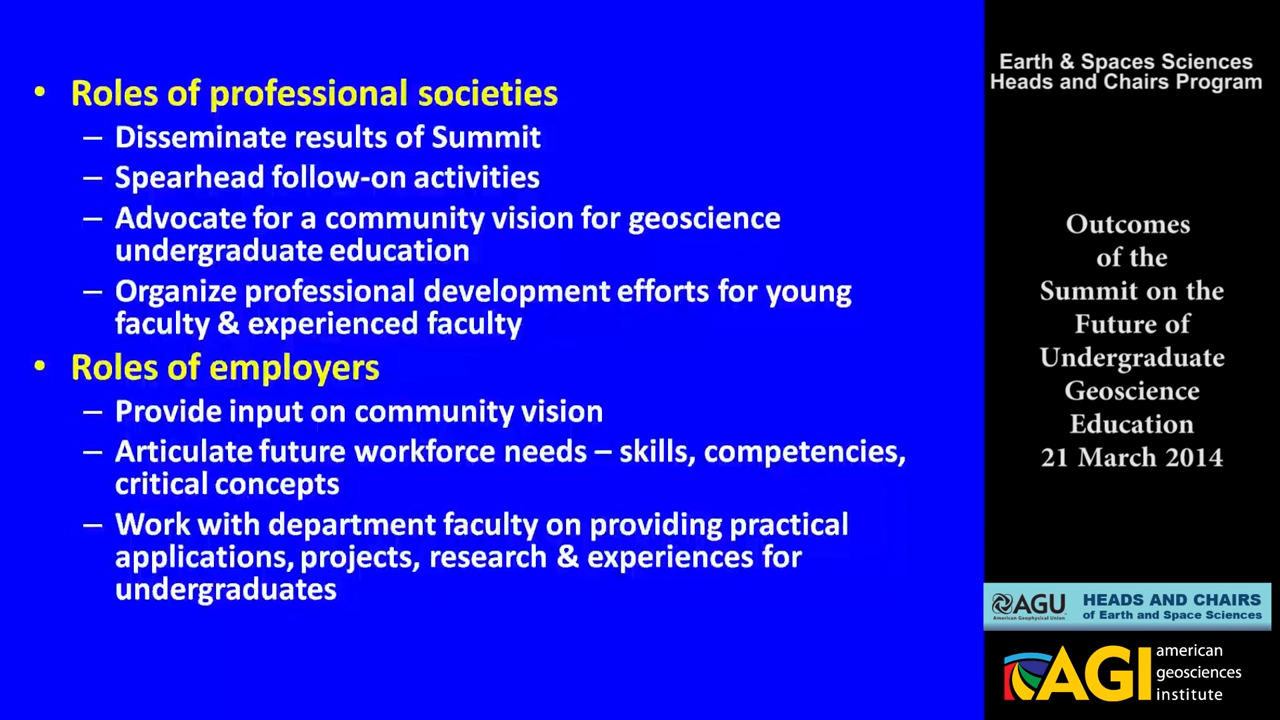 • Roles of professional societies
– Disseminate results of Summit
– Spearhead follow-on activities
– Advocate for a community vision for geoscience
undergraduate education
– Organize professional development efforts for young
faculty & experienced faculty
• Roles of employers
– Provide input on community vision
– Articulate future workforce needs – skills, competencies,
critical concepts
– Work with department faculty on providing practical
applications, projects, research & experiences for
undergraduates
Earth & Spaces Sciences
Heads and Chairs Program
Outcomes
of the
Summit on the
Future of
Undergraduate
Geoscience
Education
21 March 2014
AGU
American Geophysical Union
HEADS AND CHAIRS
of Earth and Space Sciences
AGI
american
geosciences
institute